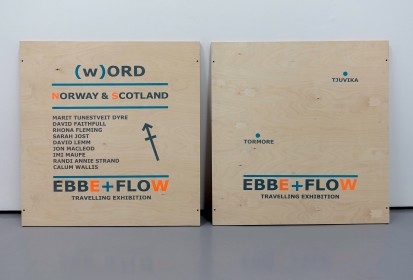 (w)ORD
NORWAY & SCOTLAND
MARIT TUNESTVEIT DYRE
DAVID FAITHFULL
RHONA FLEMING
SARAH JOST
DAVID LEMM
JON MACLEOD
IMI MAUFE
RANDI ANNIE STRAND
CALUM WALLIS
EBBE+FLOW
TRAVELLING EXHIBITION
TJUVIKA
TORMORE
EBBE+FLOW
TRAVELLING EXHIBITION